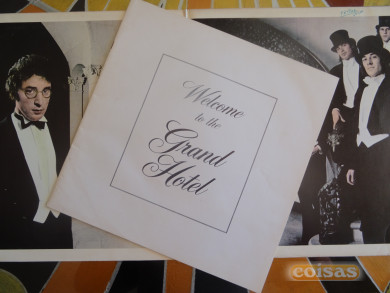 Welcome
to the
Grand
Hotel
coisas